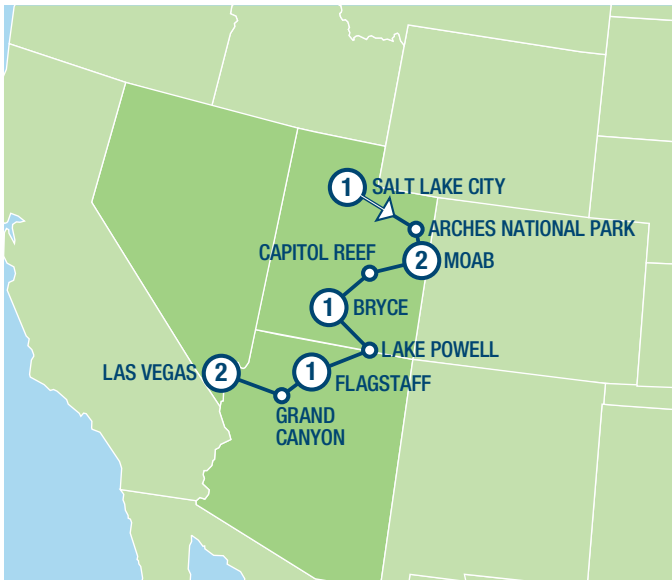 1 SALT LAKE CITY
ARCHES NATIONAL PARK
CAPITOL REEF
2 MOAB
1 BRYCE
LAKE POWELL
LAS VEGAS 2
1 FLAGSTAFF
GRAND
CANYON